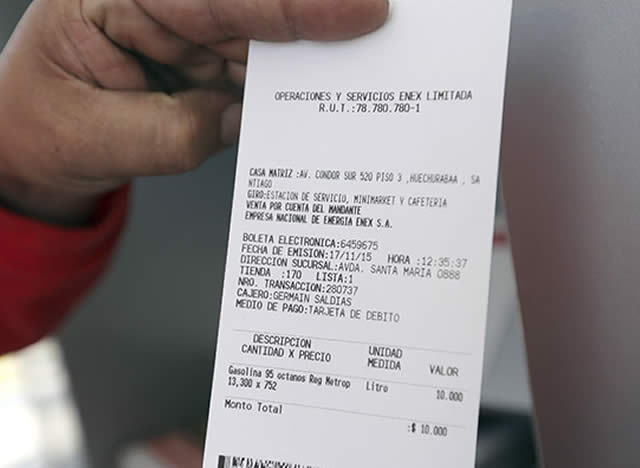 OPERACIONES Y SERVICIOS ENEX LIMITADA
R.U.T.:78.780.780-1
CASA MATRIZ :AV. CONDOR SUR 520 PISO 3 ,HUECHURABAA , SA
NTIAGO
GIRO:ESTACION DE SERVICIO, MINIMARKET Y CAFETERIA
VENTA POR CUENTA DEL MANDANTE
EMPRESA NACIONAL DE ENERGIA ENEX S.A.
BOLETA ELECTRONICA:6459675
FECHA DE EMISION:17/11/15 HORA :12:35:37
DIRECCION SUCURSAL:AVDA. SANTA MARIA 0888
TIENDA :170 LISTA:1
NRO. TRANSACCION:280737
CAJERO:GERMAIN SALDIAS
MEDIO DE PAGO:TARJETA DE DEBITO
DESCRIPCION UNIDAD
CANTIDAD X PRECIO MEDIDA VALOR
Gasolina 95 octanos Reg Metrop Litro 10.000
13,300 x 752
Monto Total :$ 10.000